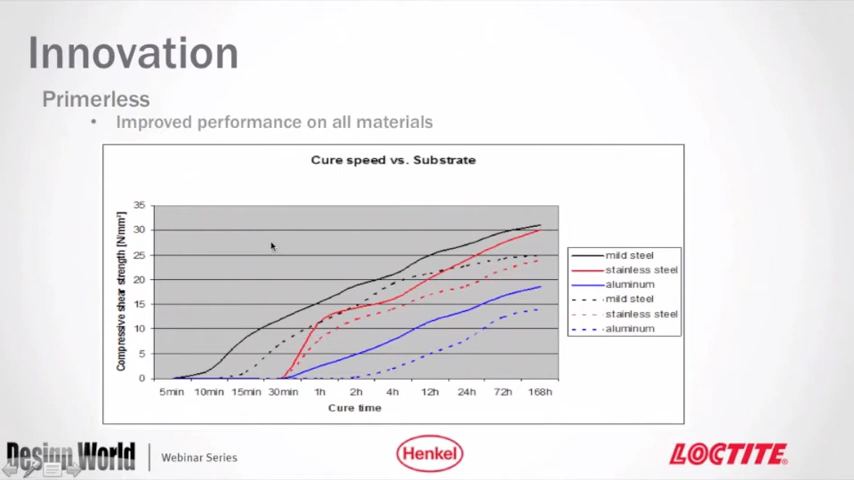 Innovation
Primerless
• Improved performance on all materials
Cure speed vs. Substrate
Compressive shear strength [N/mm²]
35
30
25
20
15
10
5
0
5min 10min 15min 30min 1h 2h 4h 12h 24h 72h 168h
Cure time
mild steel
stainless steel
aluminum
mild steel
stainless steel
aluminum
Design World
Webinar Series
Henkel
LOCTITE®